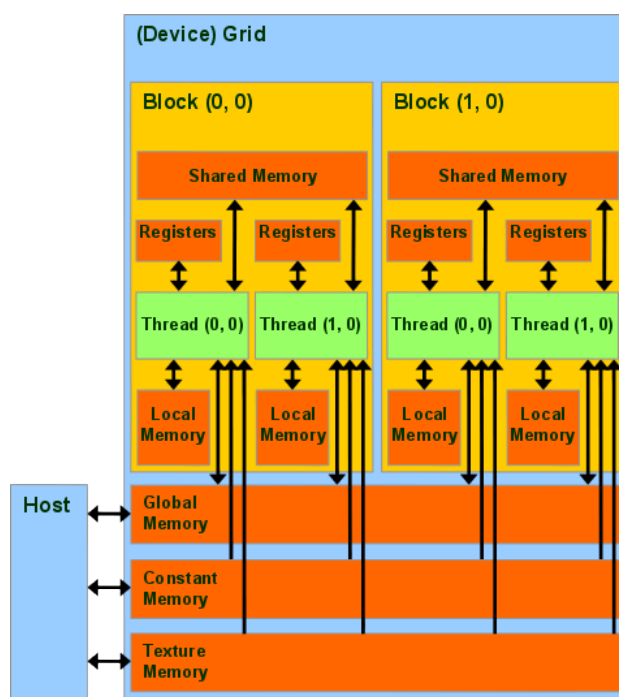 (Device) Grid
Block (0, 0)
Block (1, 0)
Shared Memory
Shared Memory
Registers
Registers
Registers
Registers
Thread (0, 0)
Thread (1, 0)
Thread (0, 0)
Thread (1, 0)
Local
Memory
Local
Memory
Local
Memory
Local
Memory
Host
Global
Memory
Constant
Memory
Texture
Memory